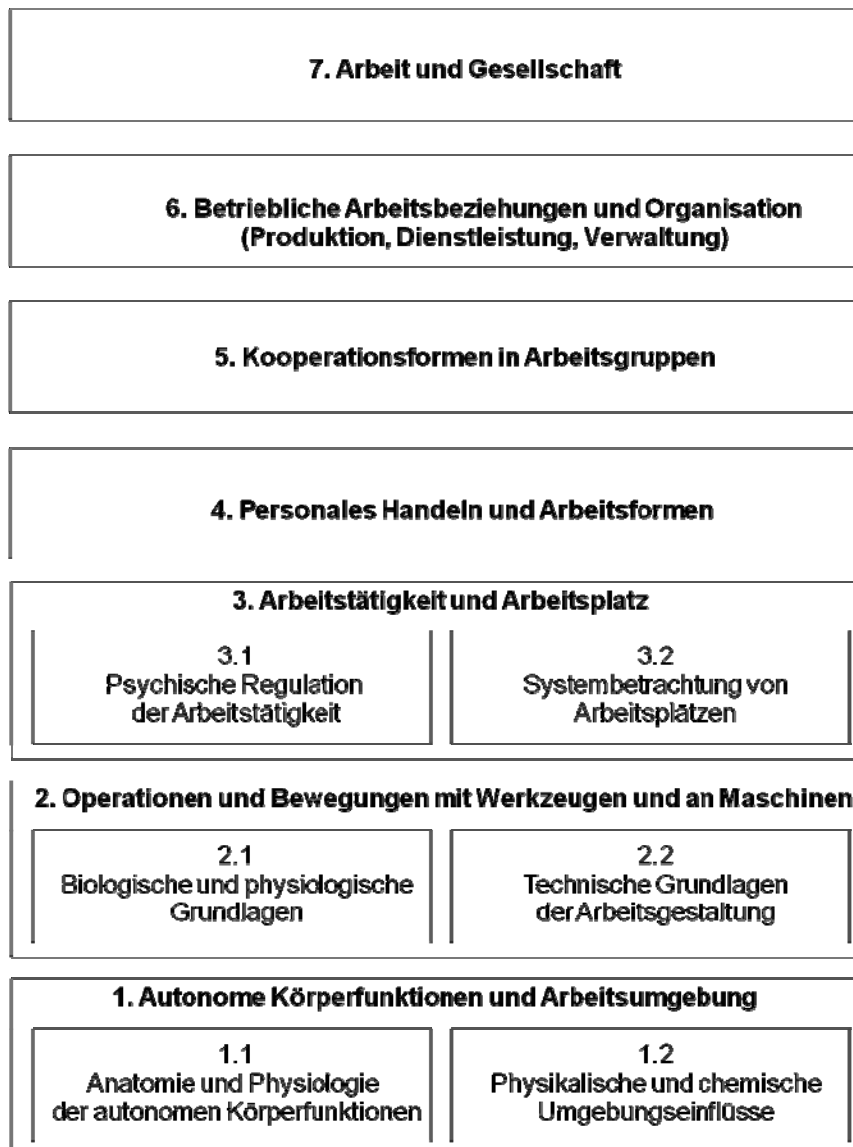 7. Arbeit und Gesellschaft
6. Betriebliche Arbeitsbeziehungen und Organisation
(Produktion, Dienstleistung, Verwaltung)
5. Kooperationsformen in Arbeitsgruppen
4. Personales Handeln und Arbeitsformen
3. Arbeitstätigkeit und Arbeitsplatz
3.1
Psychische Regulation
der Arbeitstätigkeit
3.2
Systembetrachtung von
Arbeitsplätzen
2. Operationen und Bewegungen mit Werkzeugen und an Maschinen
2.1
Biologische und physiologische
Grundlagen
2.2
Technische Grundlagen
der Arbeitsgestaltung
1. Autonome Körperfunktionen und Arbeitsumgebung
1.1
Anatomie und Physiologie
der autonomen Körperfunktionen
1.2
Physikalische und chemische
Umgebungseinflüsse